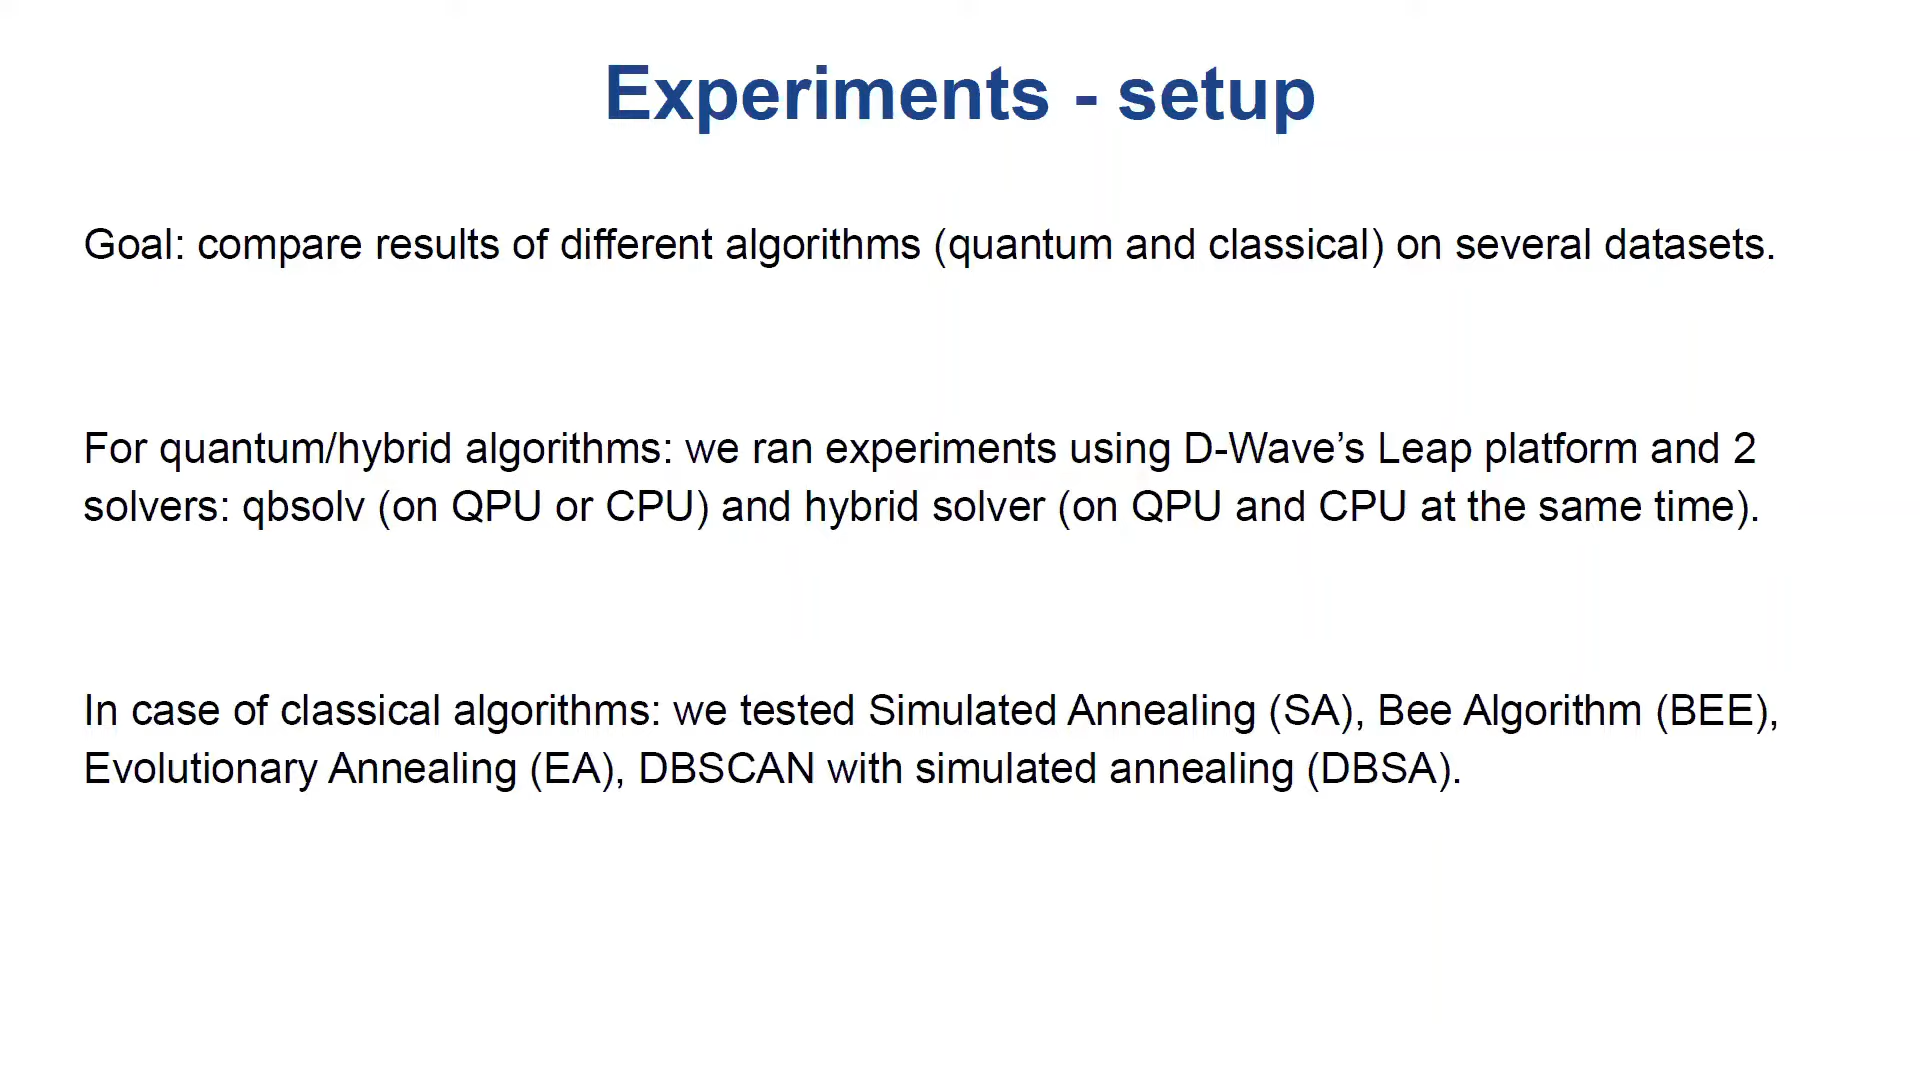 Experiments - setup
Goal: compare results of different algorithms (quantum and classical) on several datasets.
For quantum/hybrid algorithms: we ran experiments using D-Wave’s Leap platform and 2
solvers: qbsolv (on QPU or CPU) and hybrid solver (on QPU and CPU at the same time).
In case of classical algorithms: we tested Simulated Annealing (SA), Bee Algorithm (BEE),
Evolutionary Annealing (EA), DBSCAN with simulated annealing (DBSA).